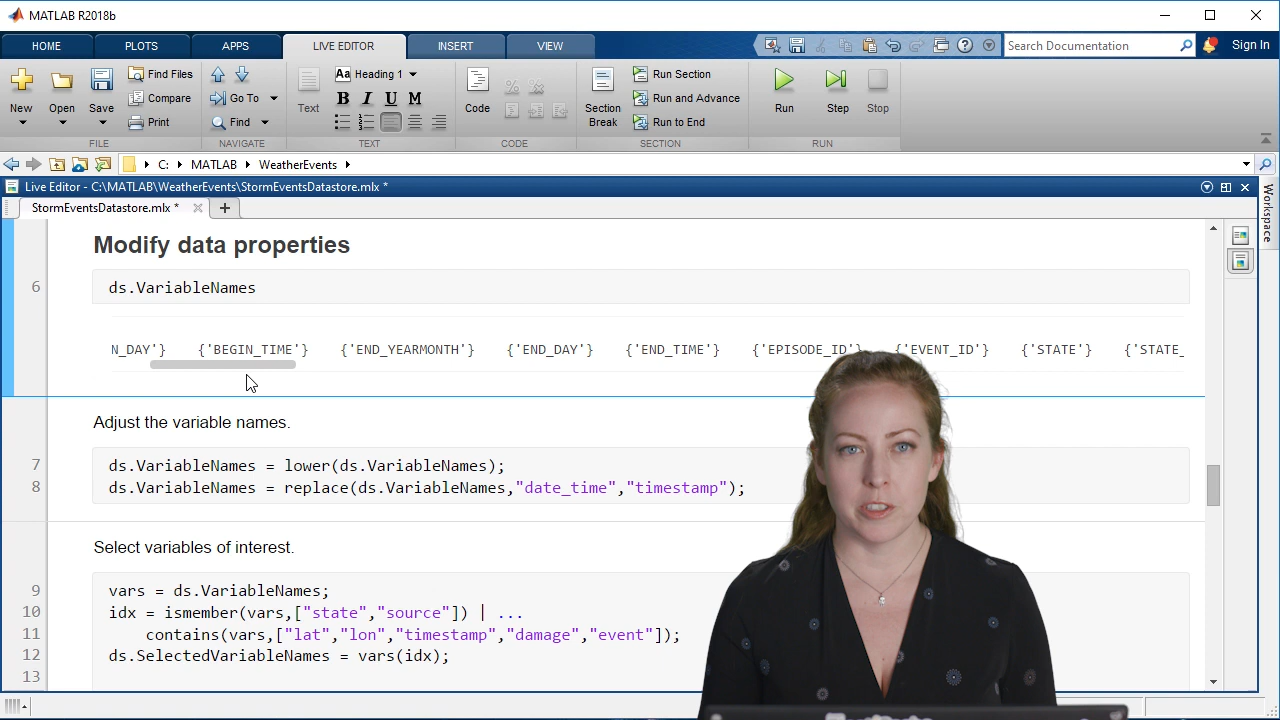 MATLAB R2018b
HOME PLOTS APPS LIVE EDITOR INSERT VIEW
Search Documentation
Sign In
New
Open
Save
Find Files
Compare
Print
FILE
Go To
Find
NAVIGATE
Text
Aa Heading 1
B I U M
TEXT
Code
CODE
Section
Break
Run Section
Run and Advance
Run to End
SECTION
Run
Step
Stop
RUN
C: MATLAB WeatherEvents
Live Editor - C:\MATLAB\WeatherEvents\StormEventsDatastore.mlx *
StormEventsDatastore.mlx *
Workspace
Modify data properties
6 ds.VariableNames
N_DAY'} {'BEGIN_TIME'} {'END_YEARMONTH'} {'END_DAY'} {'END_TIME'} {'EPISODE_ID'} {'EVENT_ID'} {'STATE'} {'STATE_
Adjust the variable names.
7 ds.VariableNames = lower(ds.VariableNames);
8 ds.VariableNames = replace(ds.VariableNames,"date_time","timestamp");
Select variables of interest.
9 vars = ds.VariableNames;
10 idx = ismember(vars,["state","source"]) | ...
11 contains(vars,["lat","lon","timestamp","damage","event"]);
12 ds.SelectedVariableNames = vars(idx);
13